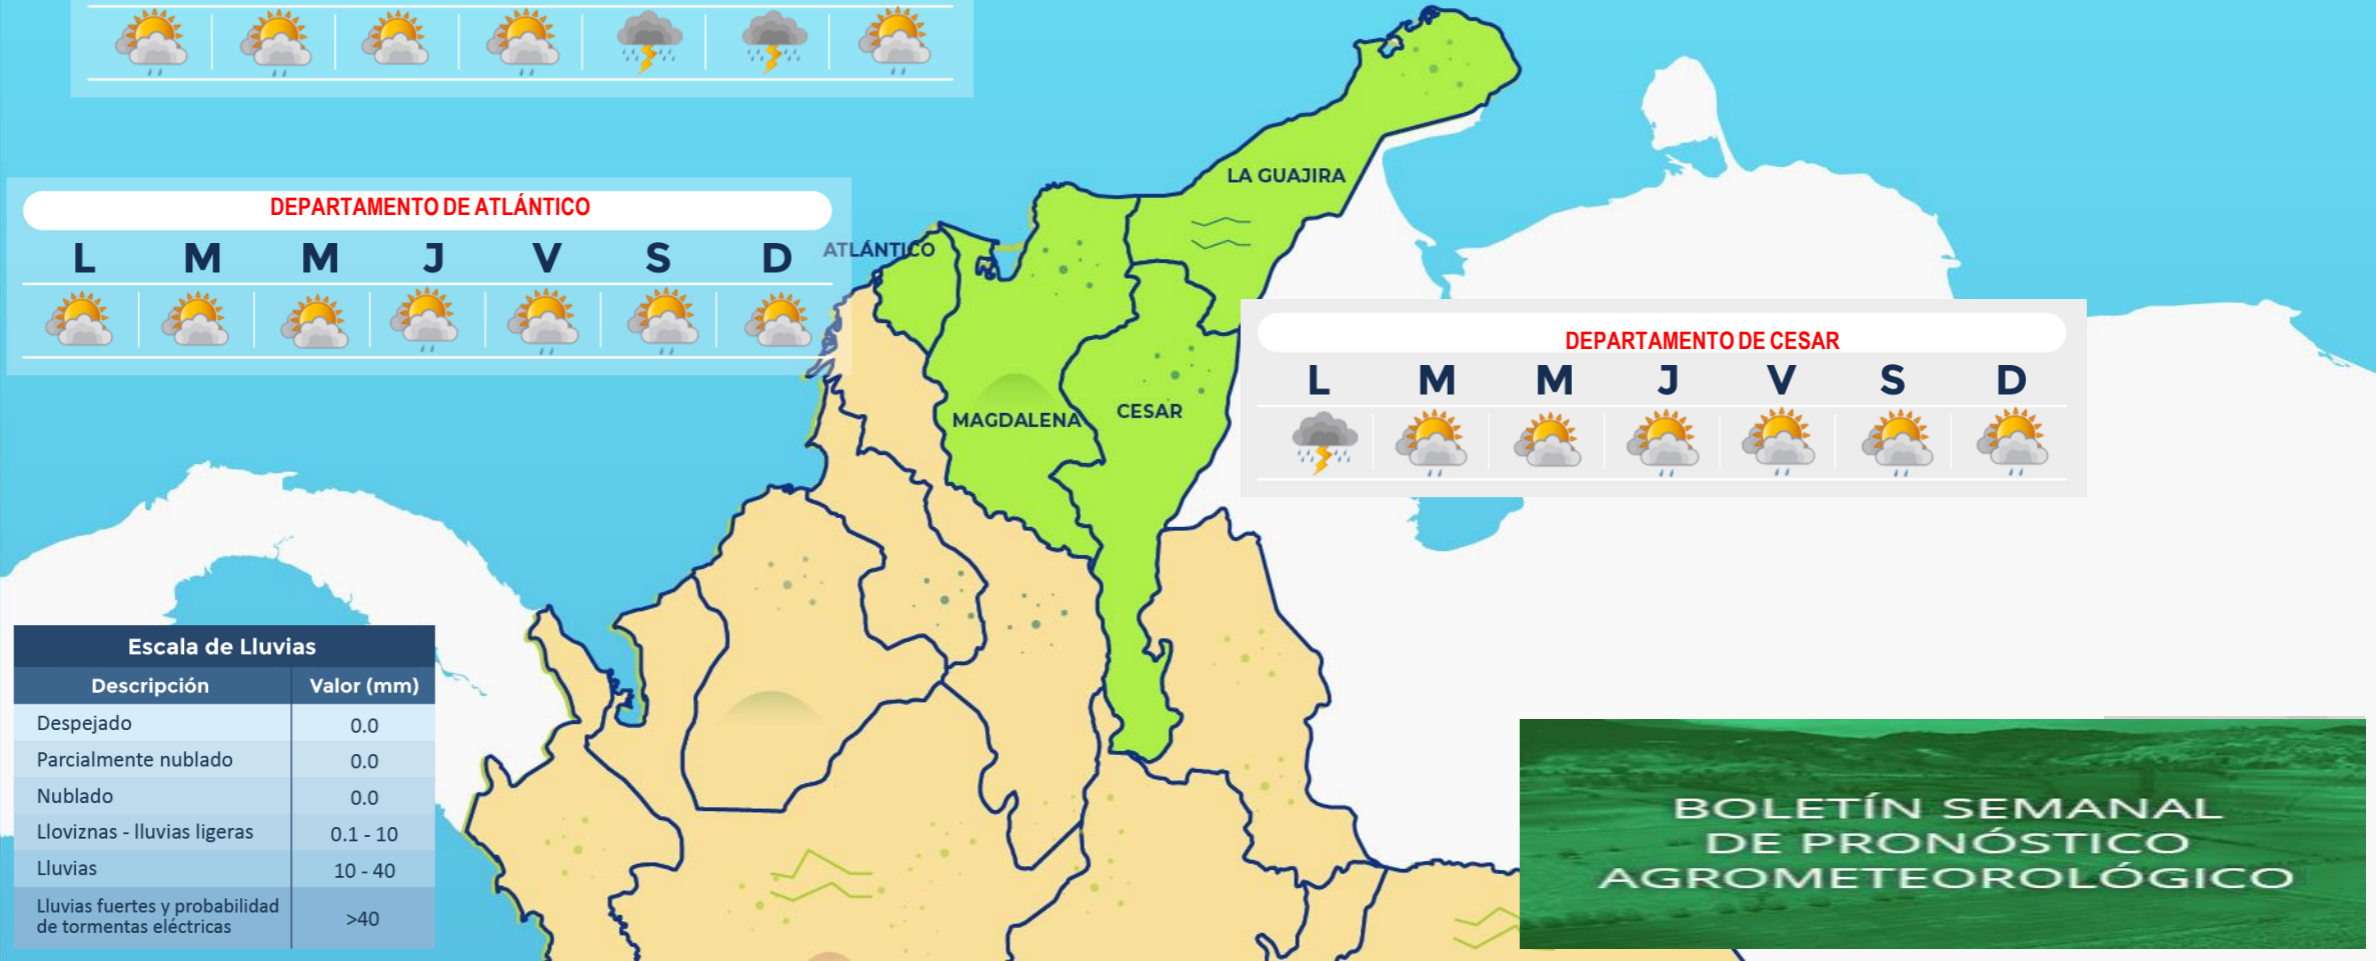 LA GUAJIRA
DEPARTAMENTO DE ATLÁNTICO
L M M J V S D
ATLÁNTICO
DEPARTAMENTO DE CESAR
L M M J V S D
MAGDALENA
CESAR
Escala de Lluvias
Descripción Valor (mm)
Despejado 0.0
Parcialmente nublado 0.0
Nublado 0.0
Lloviznas - lluvias ligeras 0.1 - 10
Lluvias 10 - 40
Lluvias fuertes y probabilidad
de tormentas eléctricas >40
BOLETÍN SEMANAL
DE PRONÓSTICO
AGROMETEOROLÓGICO